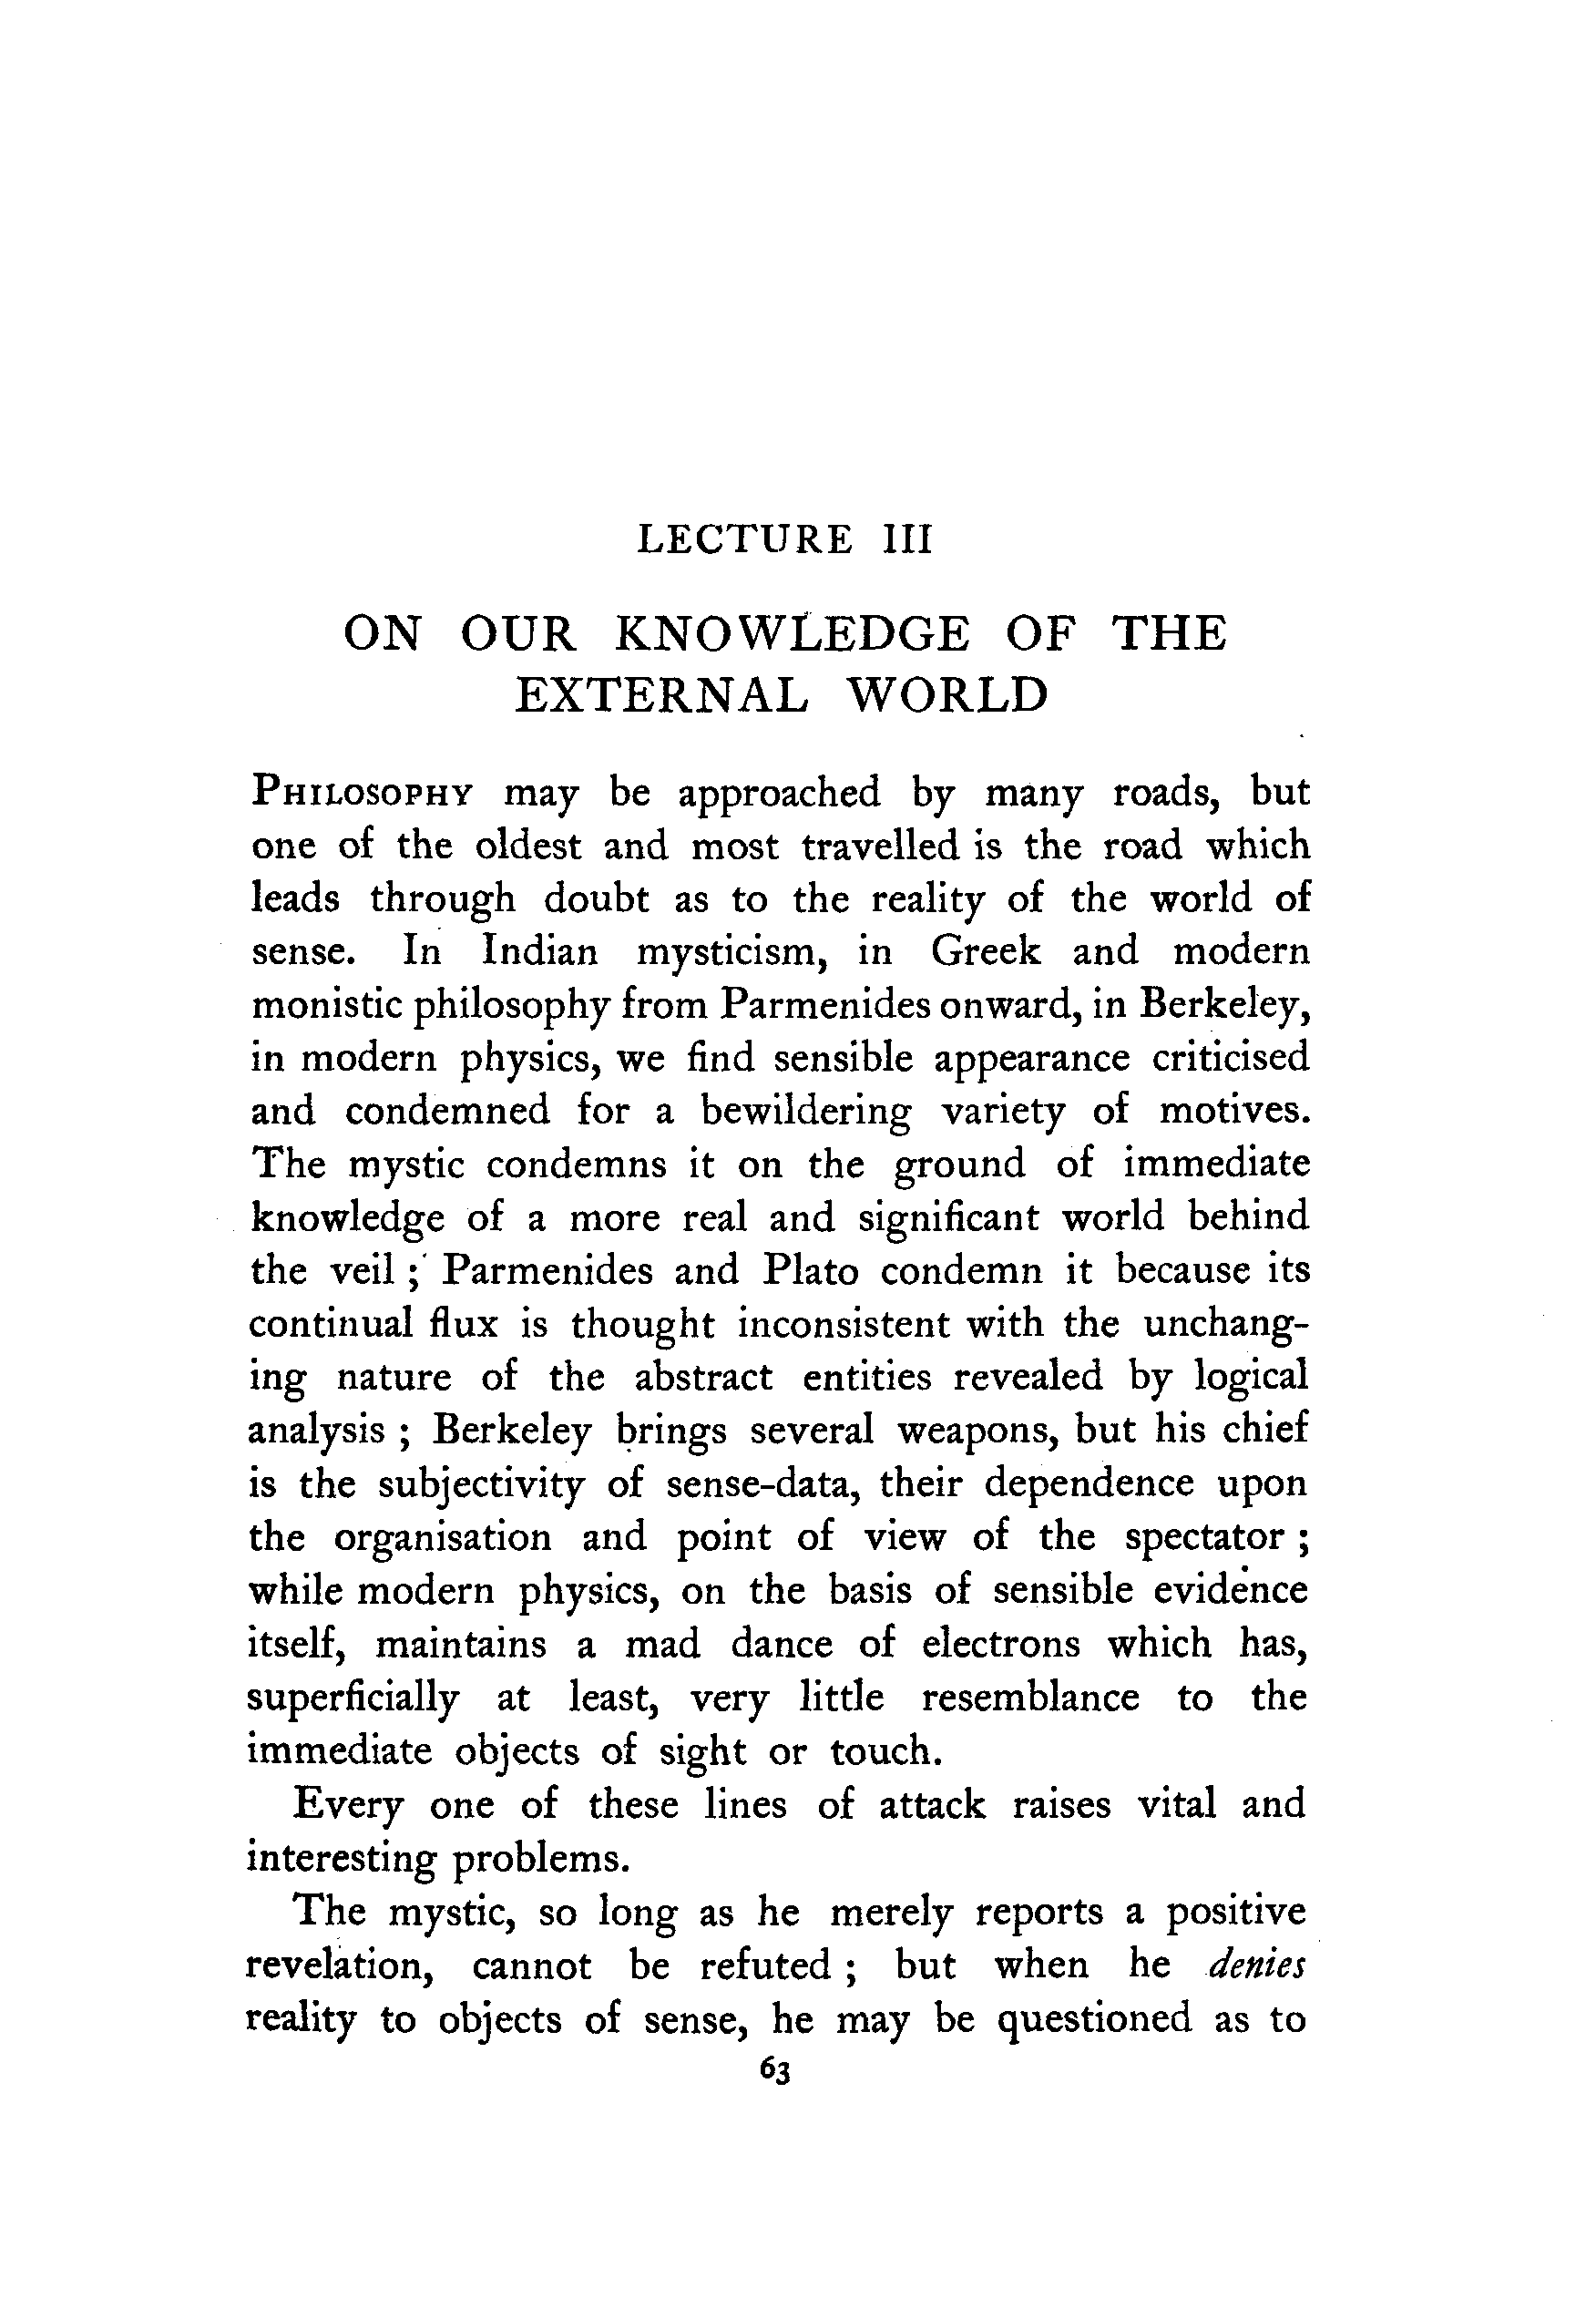 LECTURE III
ON OUR KNOWLEDGE OF THE
EXTERNAL WORLD
PHILOSOPHY may be approached by many roads, but
one of the oldest and most travelled is the road which
leads through doubt as to the reality of the world of
sense. In Indian mysticism, in Greek and modern
monistic philosophy from Parmenides onward, in Berkeley,
in modern physics, we find sensible appearance criticised
and condemned for a bewildering variety of motives.
The mystic condemns it on the ground of immediate
knowledge of a more real and significant world behind
the veil ; Parmenides and Plato condemn it because its
continual flux is thought inconsistent with the unchang-
ing nature of the abstract entities revealed by logical
analysis ; Berkeley brings several weapons, but his chief
is the subjectivity of sense-data, their dependence upon
the organisation and point of view of the spectator ;
while modern physics, on the basis of sensible evidence
itself, maintains a mad dance of electrons which has,
superficially at least, very little resemblance to the
immediate objects of sight or touch.
Every one of these lines of attack raises vital and
interesting problems.
The mystic, so long as he merely reports a positive
revelation, cannot be refuted ; but when he denies
reality to objects of sense, he may be questioned as to
63